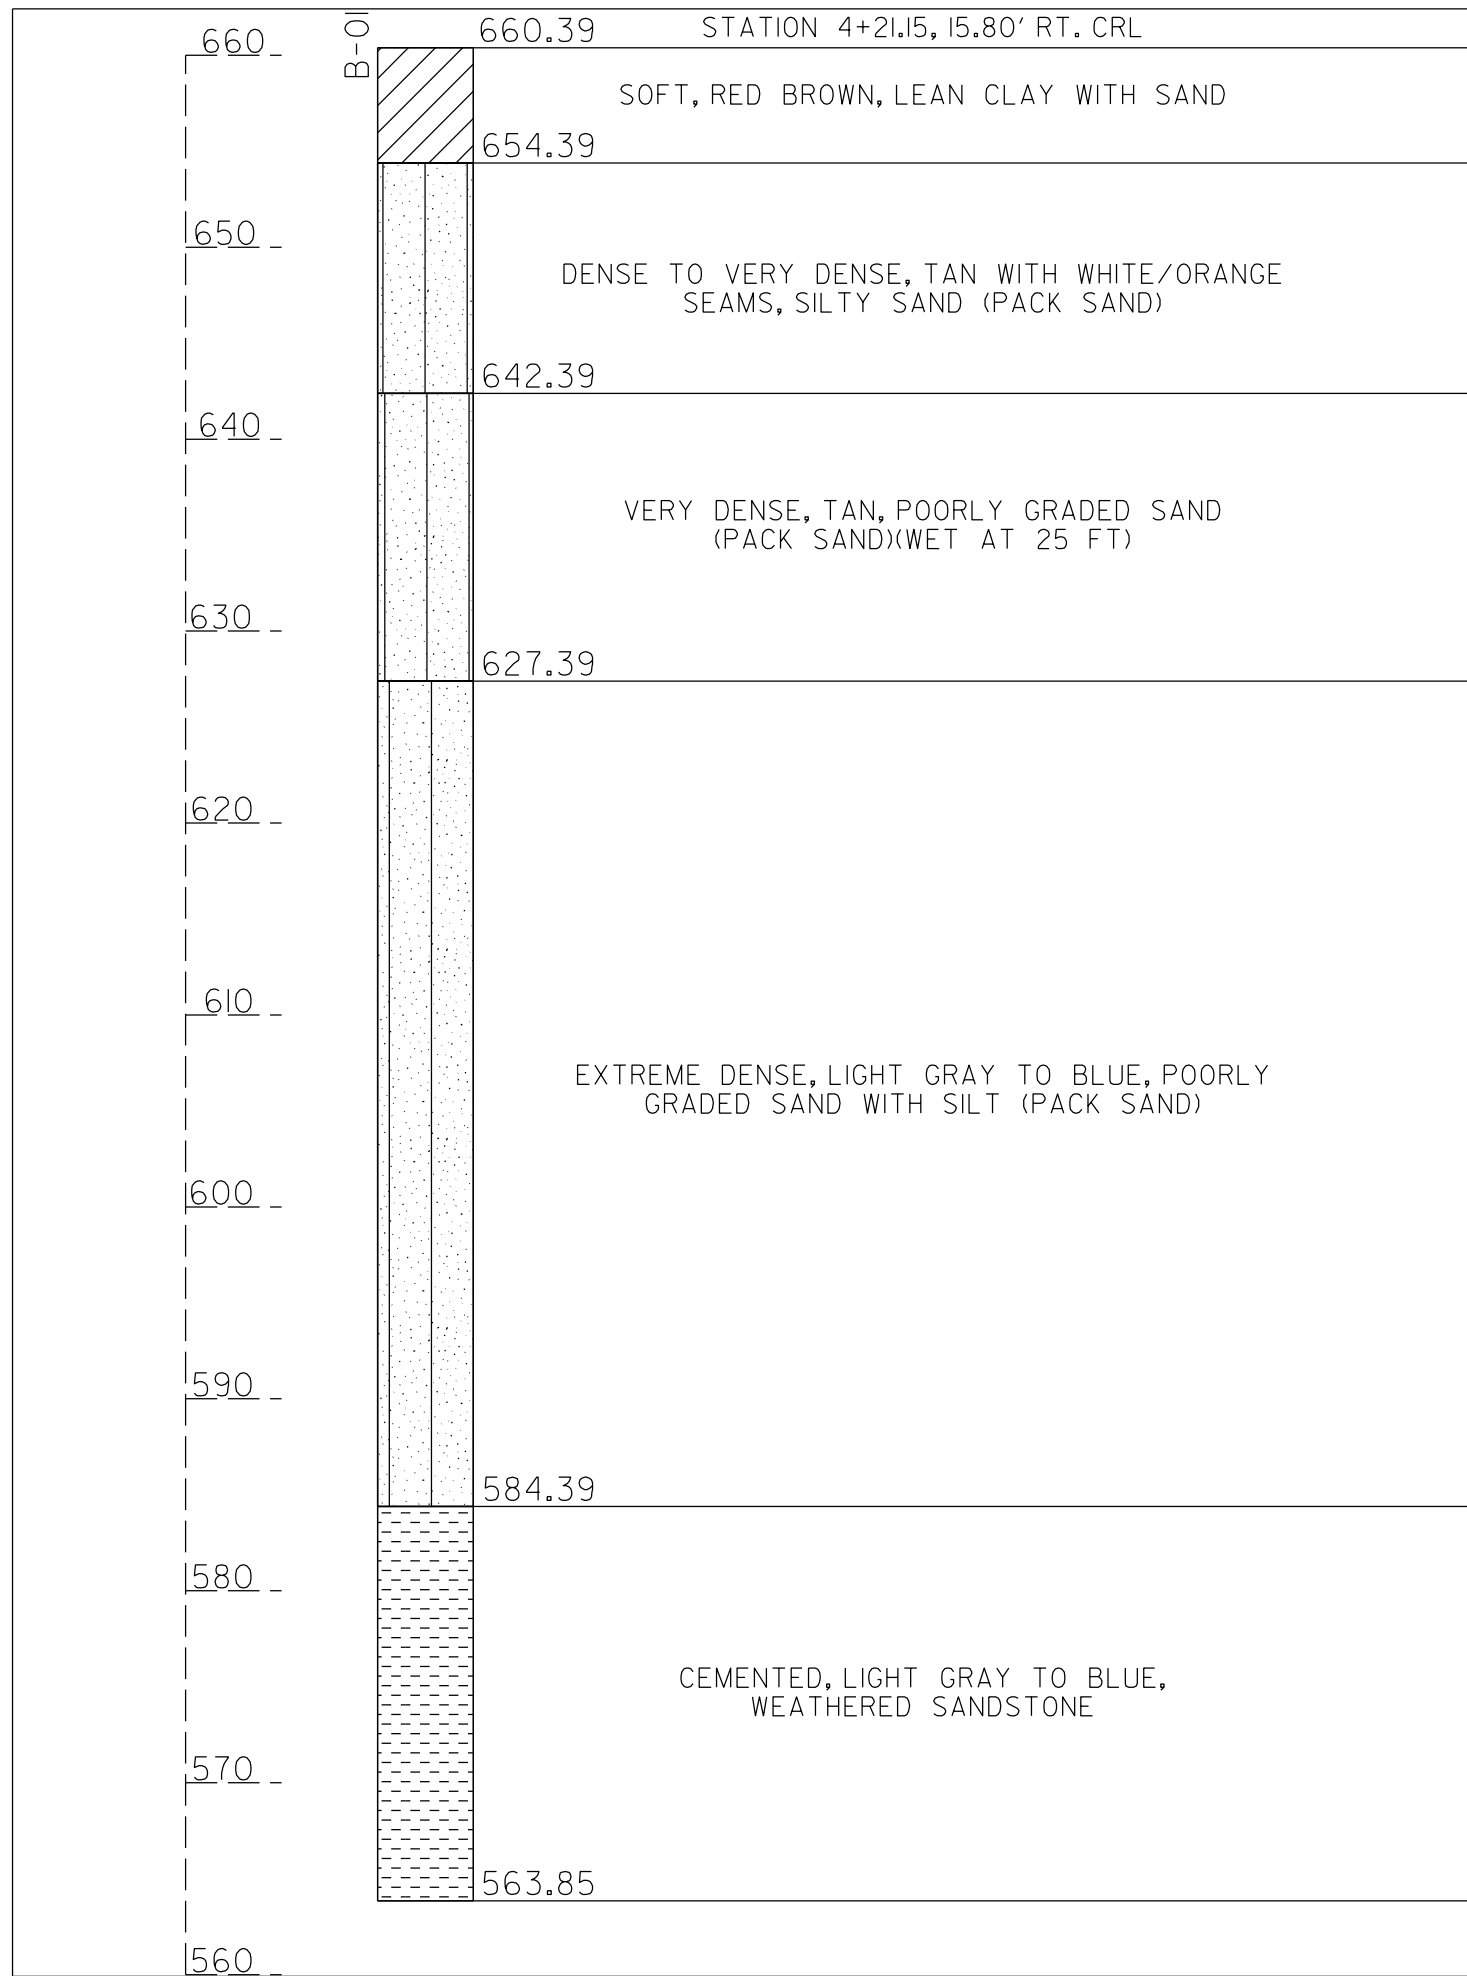 B-01
660.39 STATION 4+21.15, 15.80' RT. CRL
660
SOFT, RED BROWN, LEAN CLAY WITH SAND
654.39
650
DENSE TO VERY DENSE, TAN WITH WHITE/ORANGE
SEAMS, SILTY SAND (PACK SAND)
642.39
640
VERY DENSE, TAN, POORLY GRADED SAND
(PACK SAND)(WET AT 25 FT)
630
627.39
620
610
EXTREME DENSE, LIGHT GRAY TO BLUE, POORLY
GRADED SAND WITH SILT (PACK SAND)
600
590
584.39
580
CEMENTED, LIGHT GRAY TO BLUE,
WEATHERED SANDSTONE
570
563.85
560